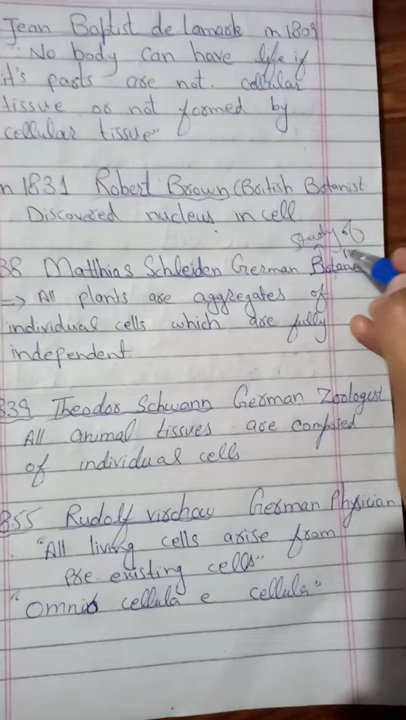 Jean Baptist de Lamark in 1809
"No body can have life if
it's parts are not cellular
tissue or not formed by
cellular tissue"
In 1831 Robert Brown (British Botanist
Discovered nucleus in cell
Study of
38 Matthias Schleiden German
=> All plants are aggregates of
individual cells which are fully
independent
839 Theodor Schwann German Zoologist
All animal tissues are composed
of individual cells
855 Rudolf virchow German Physician
"All living cells arise from
Pre existing cells"
"Omnis cellula e cellula"